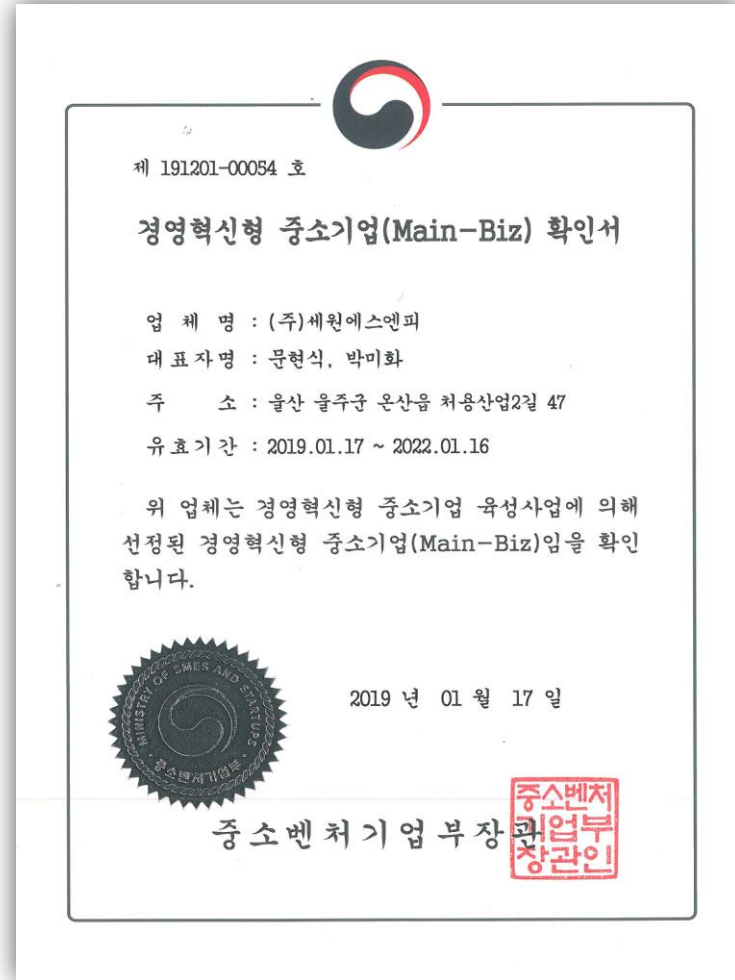 제 191201-00054 호
경영혁신형 중소기업(Main-Biz) 확인서
업 체 명 : (주)세원에스엔피
대 표 자 명 : 문현식, 박미화
주 소 : 울산 울주군 온산읍 처용산업2길 47
유 효 기 간 : 2019.01.17 ~ 2022.01.16
위 업체는 경영혁신형 중소기업 육성사업에 의해
선정된 경영혁신형 중소기업(Main-Biz)임을 확인
합니다.
MINISTRY OF SMES AND STARTUPS
중소벤처기업부
2019 년 01 월 17 일
중소벤처기업부장관
중소벤처
기업부
장관인